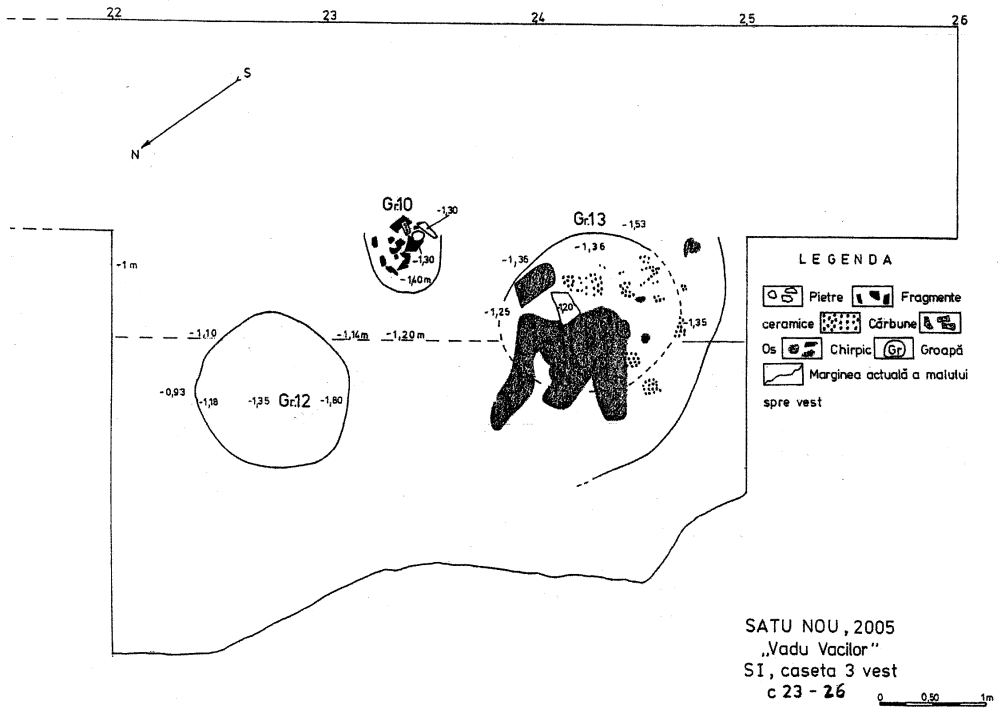 22 23 24 25 26
S
N
Gr.10
-1,30
-1,30
-1,40m
Gr.13
-1,53
-1,36
-1,36
-1,20
-1,25
-1,35
-1m
-1,10
-1,14m
-1,20m
-0,93
-1,18
-1,35
Gr.12
-1,80
LEGENDA
Pietre Fragmente
ceramice Cărbune
Os Chirpic Gr Groapă
Marginea actuală a malului
spre vest
SATU NOU, 2005
„Vadu Vacilor"
SI, caseta 3 vest
c 23 - 26
0 0,50 1m